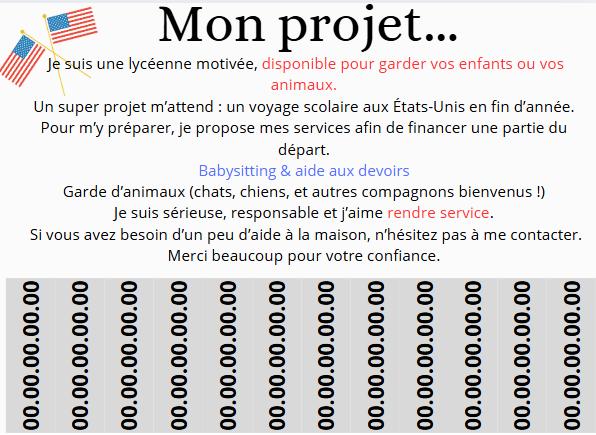 Mon projet...
Je suis une lycéenne motivée, disponible pour garder vos enfants ou vos
animaux.
Un super projet m’attend : un voyage scolaire aux États-Unis en fin d’année.
Pour m’y préparer, je propose mes services afin de financer une partie du
départ.
Babysitting & aide aux devoirs
Garde d’animaux (chats, chiens, et autres compagnons bienvenus !)
Je suis sérieuse, responsable et j’aime rendre service.
Si vous avez besoin d’un peu d’aide à la maison, n’hésitez pas à me contacter.
Merci beaucoup pour votre confiance.
00.00.00.00.00
00.00.00.00.00
00.00.00.00.00
00.00.00.00.00
00.00.00.00.00
00.00.00.00.00
00.00.00.00.00
00.00.00.00.00
00.00.00.00.00
00.00.00.00.00
00.00.00.00.00
00.00.00.00.00